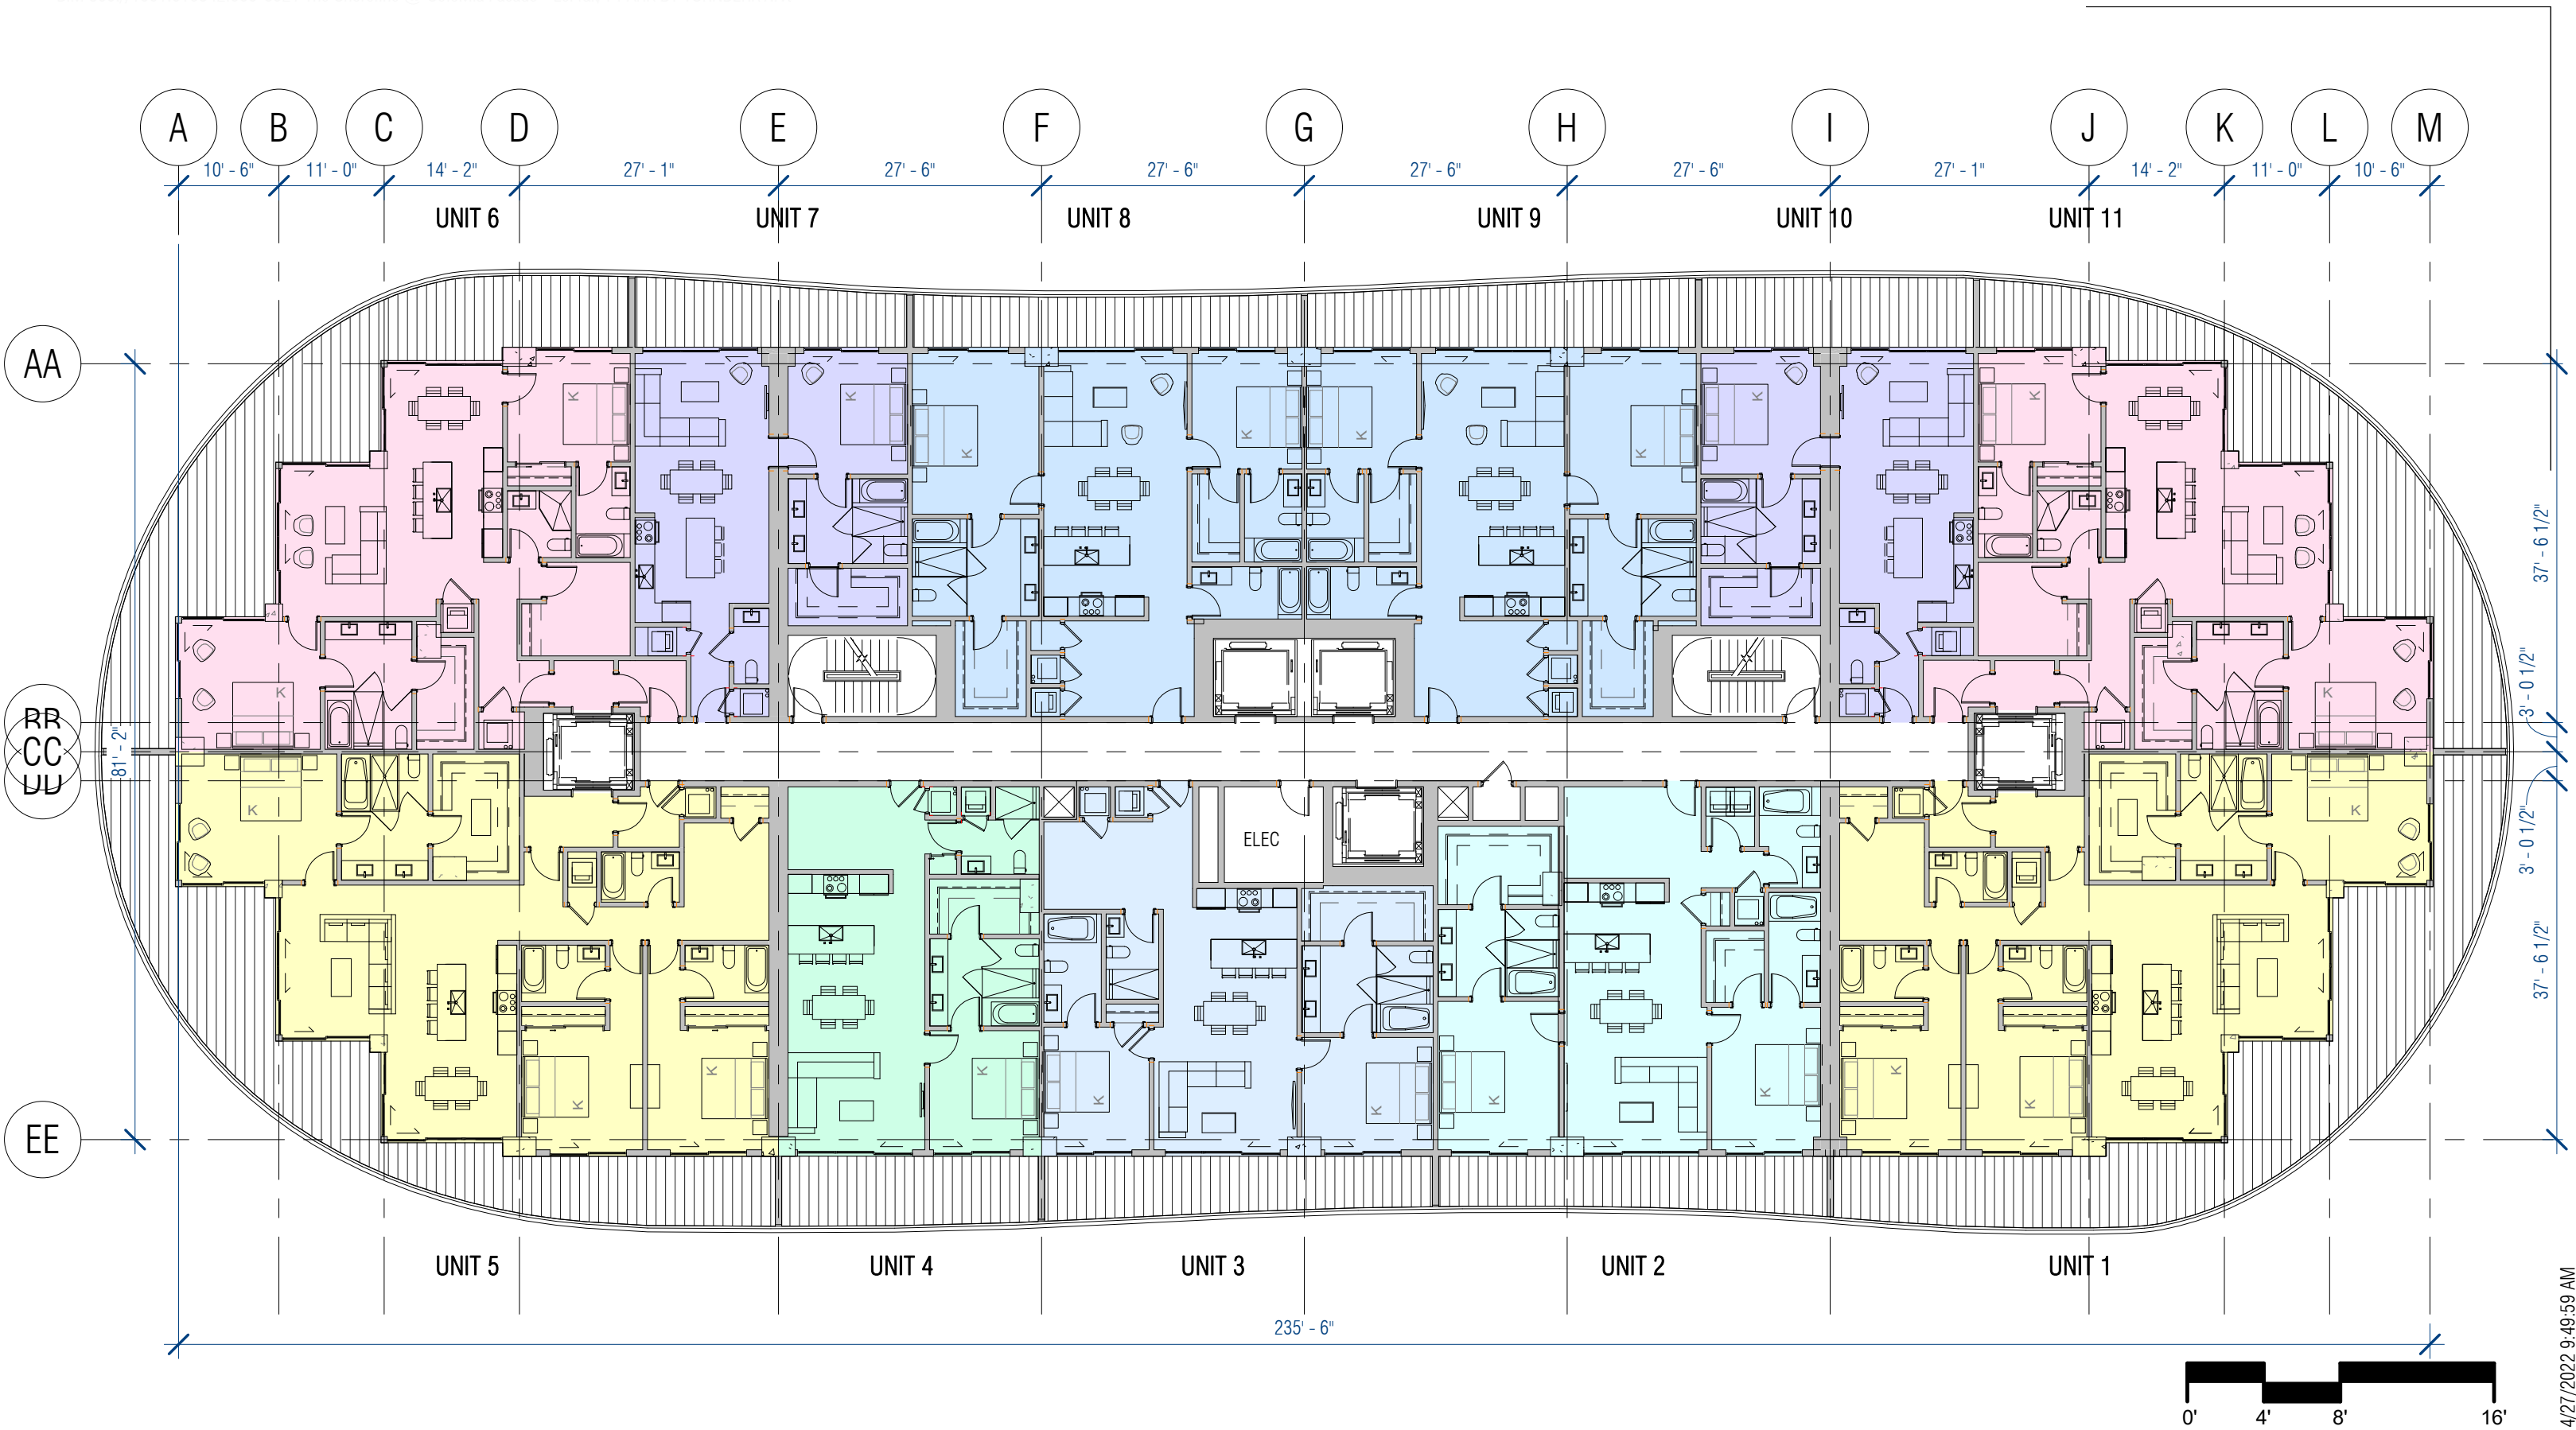 A B C D E F G H I J K L M
10' - 6" 11' - 0" 14' - 2" 27' - 1" 27' - 6" 27' - 6" 27' - 6" 27' - 6" 27' - 1" 14' - 2" 11' - 0" 10' - 6"
UNIT 6 UNIT 7 UNIT 8 UNIT 9 UNIT 10 UNIT 11
AA
K K K K K K K K
37' - 6 1/2"
K K
3' - 0 1/2"
CC
81' - 2"
3' - 0 1/2"
K K
ELEC
37' - 6 1/2"
K K K K K K K K K
EE
UNIT 5 UNIT 4 UNIT 3 UNIT 2 UNIT 1
235' - 6"
0' 4' 8' 16'
4/27/2022 9:49:59 AM